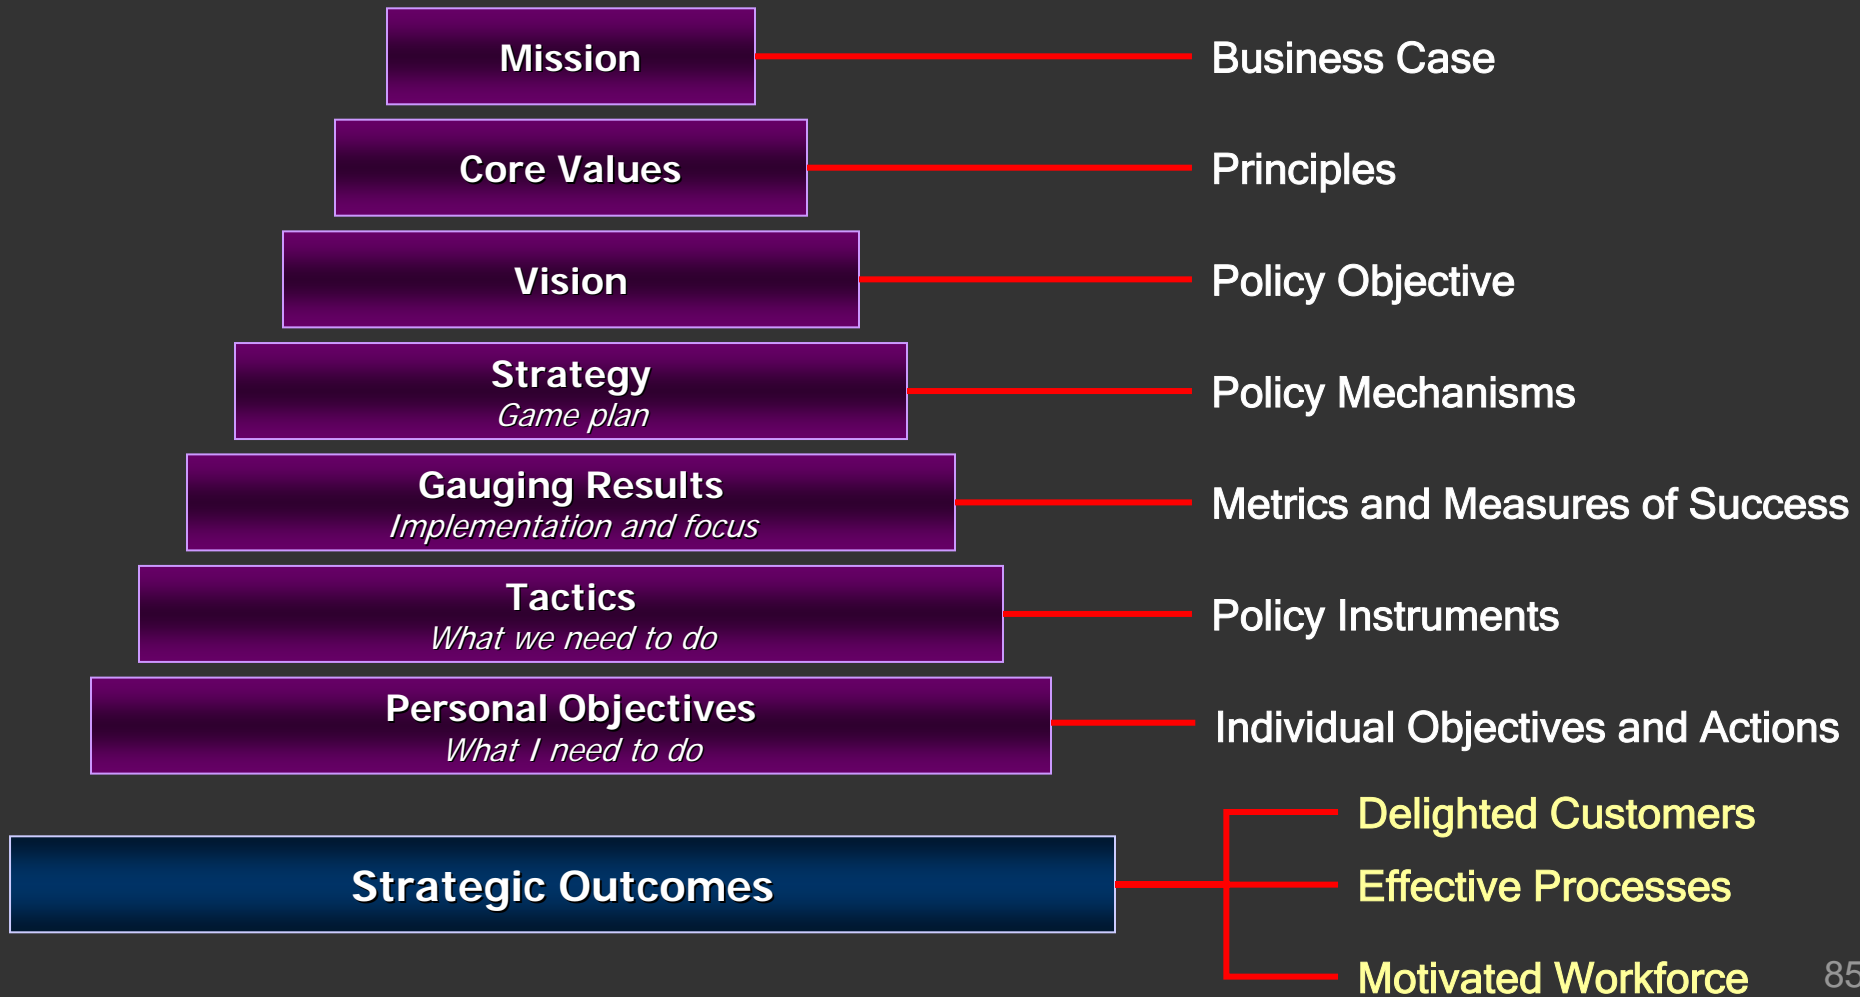 Mission
Business Case
Core Values
Principles
Vision
Policy Objective
Strategy
Game plan
Policy Mechanisms
Gauging Results
Implementation and focus
Metrics and Measures of Success
Tactics
What we need to do
Policy Instruments
Personal Objectives
What I need to do
Individual Objectives and Actions
Strategic Outcomes
Delighted Customers
Effective Processes
Motivated Workforce
85